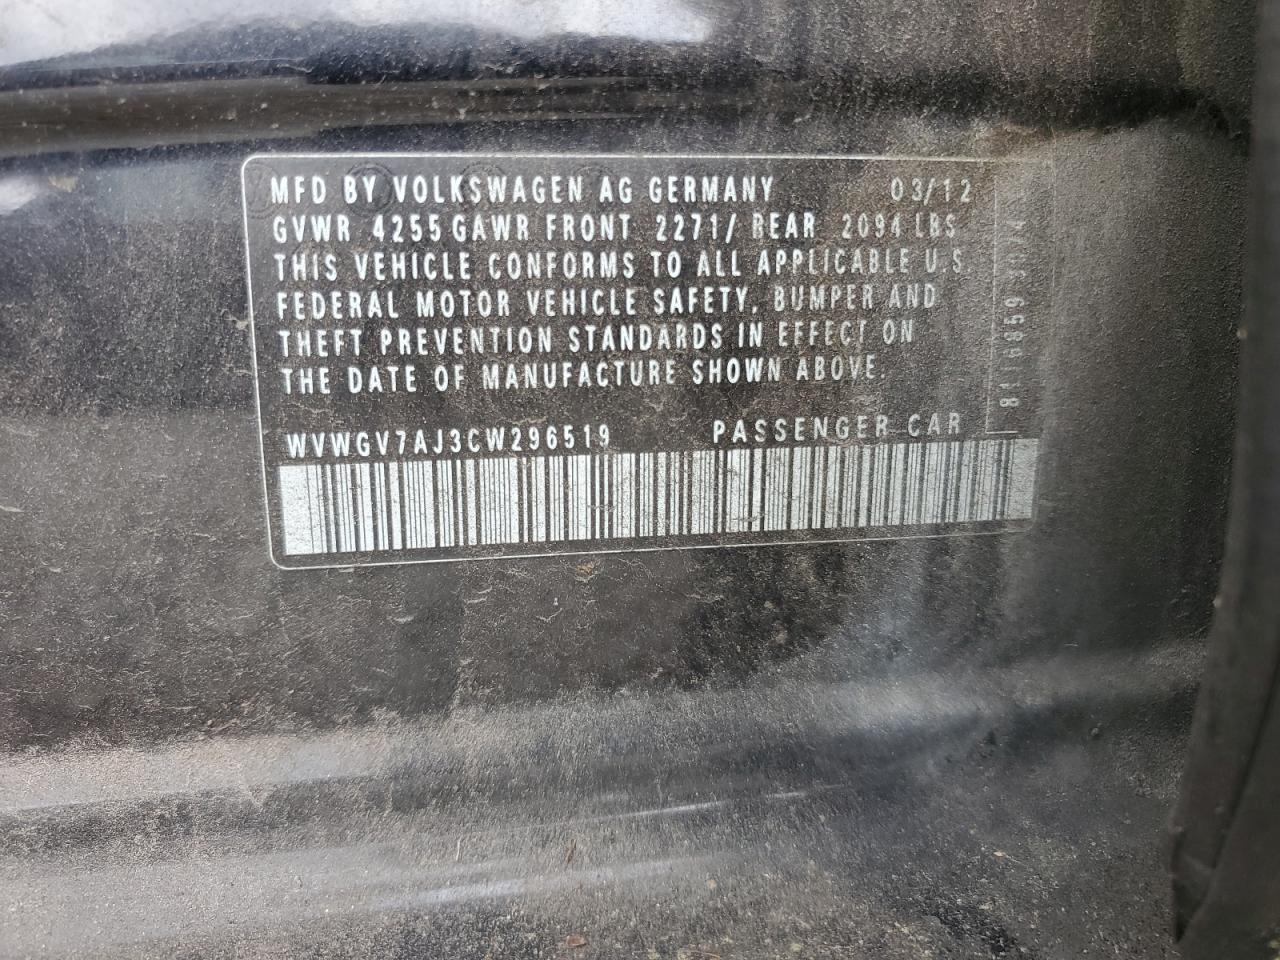 MFD BY VOLKSWAGEN AG GERMANY 03/12
GVWR 4255 GAWR FRONT 2271/ REAR 2094 LBS
THIS VEHICLE CONFORMS TO ALL APPLICABLE U.S.
FEDERAL MOTOR VEHICLE SAFETY, BUMPER AND
THEFT PREVENTION STANDARDS IN EFFECT ON
THE DATE OF MANUFACTURE SHOWN ABOVE.
WVWGV7AJ3CW296519 PASSENGER CAR